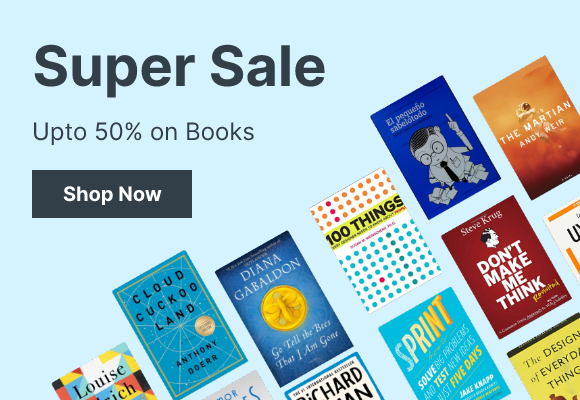 Super Sale
Upto 50% on Books
Shop Now
El pequeño
sabelotodo
THE MARTIAN
ANDY WEIR
100 THINGS
Steve Krug
DON'T
MAKE
ME
THINK
Revisited
DIANA
GABALDON
Go Tell the Bees
That I Am Gone
CLOUD
CUCKOO
LAND
ANTHONY
DOERR
SPRINT
SOLVE BIG PROBLEMS
AND TEST NEW IDEAS
IN JUST FIVE DAYS
JAKE KNAPP
The DESIGN
of EVERYDAY
THINGS
Louise